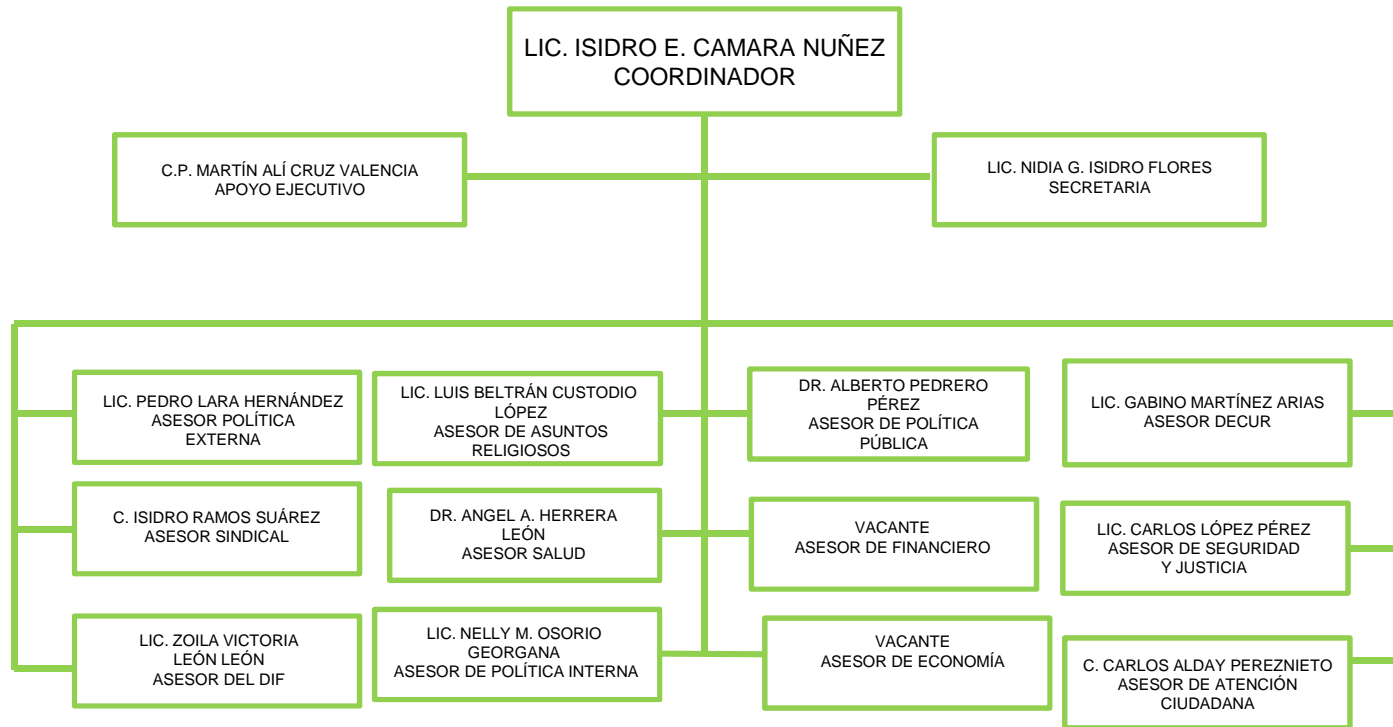 LIC. ISIDRO E. CAMARA NUÑEZ
COORDINADOR
C.P. MARTÍN ALÍ CRUZ VALENCIA
APOYO EJECUTIVO
LIC. NIDIA G. ISIDRO FLORES
SECRETARIA
LIC. PEDRO LARA HERNÁNDEZ
ASESOR POLÍTICA
EXTERNA
LIC. LUIS BELTRÁN CUSTODIO
LÓPEZ
ASESOR DE ASUNTOS
RELIGIOSOS
DR. ALBERTO PEDRERO
PÉREZ
ASESOR DE POLÍTICA
PÚBLICA
LIC. GABINO MARTÍNEZ ARIAS
ASESOR DECUR
C. ISIDRO RAMOS SUÁREZ
ASESOR SINDICAL
DR. ANGEL A. HERRERA
LEÓN
ASESOR SALUD
VACANTE
ASESOR DE FINANCIERO
LIC. CARLOS LÓPEZ PÉREZ
ASESOR DE SEGURIDAD
Y JUSTICIA
LIC. ZOILA VICTORIA
LEÓN LEÓN
ASESOR DEL DIF
LIC. NELLY M. OSORIO
GEORGANA
ASESOR DE POLÍTICA INTERNA
VACANTE
ASESOR DE ECONOMÍA
C. CARLOS ALDAY PEREZNIETO
ASESOR DE ATENCIÓN
CIUDADANA